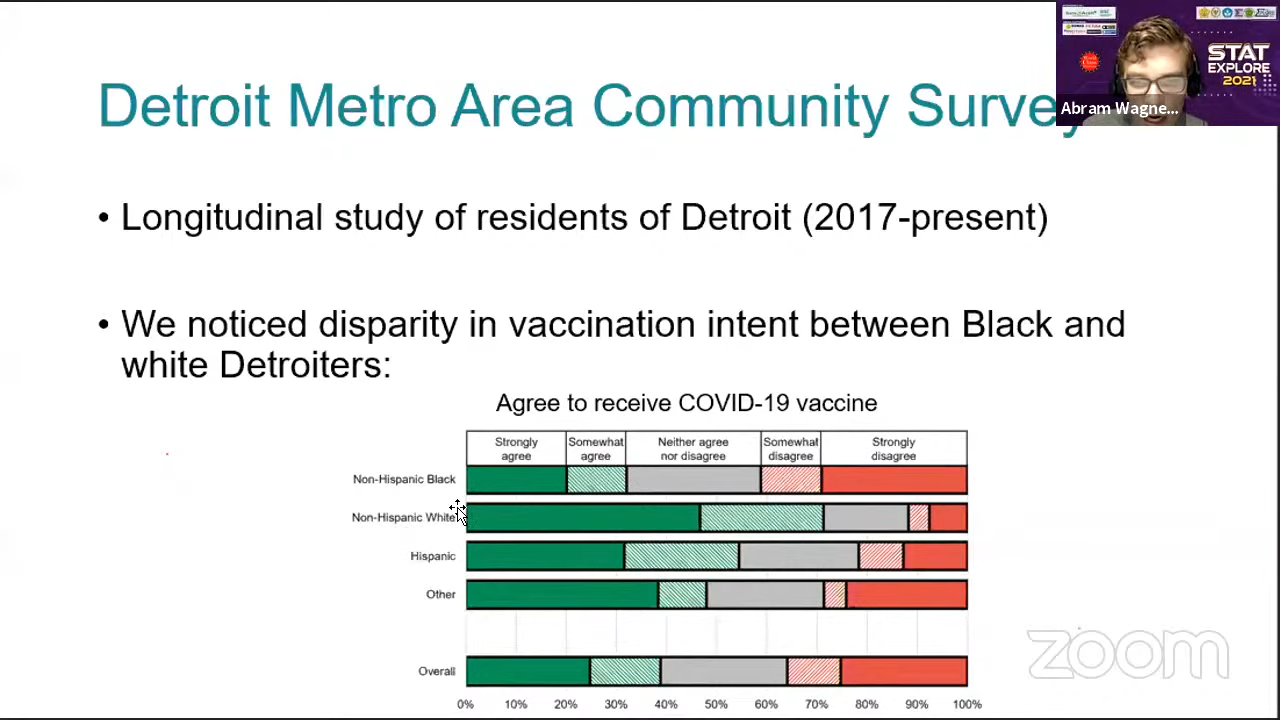 Detroit Metro Area Community Survey
STAT
EXPLORE
2021
Abram Wagne...
• Longitudinal study of residents of Detroit (2017-present)
• We noticed disparity in vaccination intent between Black and
white Detroiters:
Agree to receive COVID-19 vaccine
Strongly agree
Somewhat agree
Neither agree nor disagree
Somewhat disagree
Strongly disagree
Non-Hispanic Black
Non-Hispanic White
Hispanic
Other
Overall
0% 10% 20% 30% 40% 50% 60% 70% 80% 90% 100%
zoom